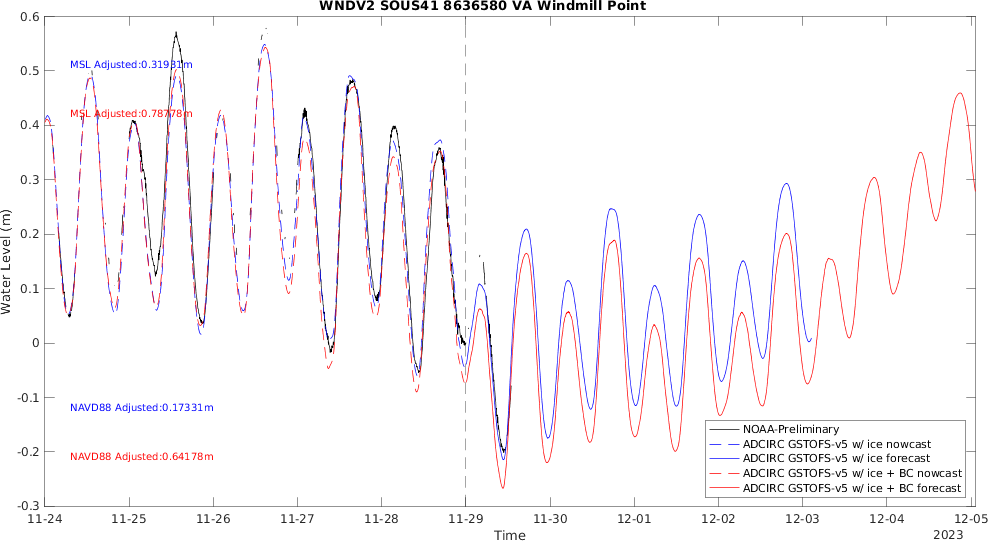 WNDV2 SOUS41 8636580 VA Windmill Point
0.6
0.5
0.4
0.3
0.2
0.1
0
-0.1
-0.2
-0.3
Water Level (m)
MSL Adjusted:0.31931m
MSL Adjusted:0.78778m
NAVD88 Adjusted:0.17331m
NAVD88 Adjusted:0.64178m
NOAA-Preliminary
ADCIRC GSTOFS-v5 w/ ice nowcast
ADCIRC GSTOFS-v5 w/ ice forecast
ADCIRC GSTOFS-v5 w/ ice + BC nowcast
ADCIRC GSTOFS-v5 w/ ice + BC forecast
11-24 11-25 11-26 11-27 11-28 11-29 11-30 12-01 12-02 12-03 12-04 12-05
Time
2023